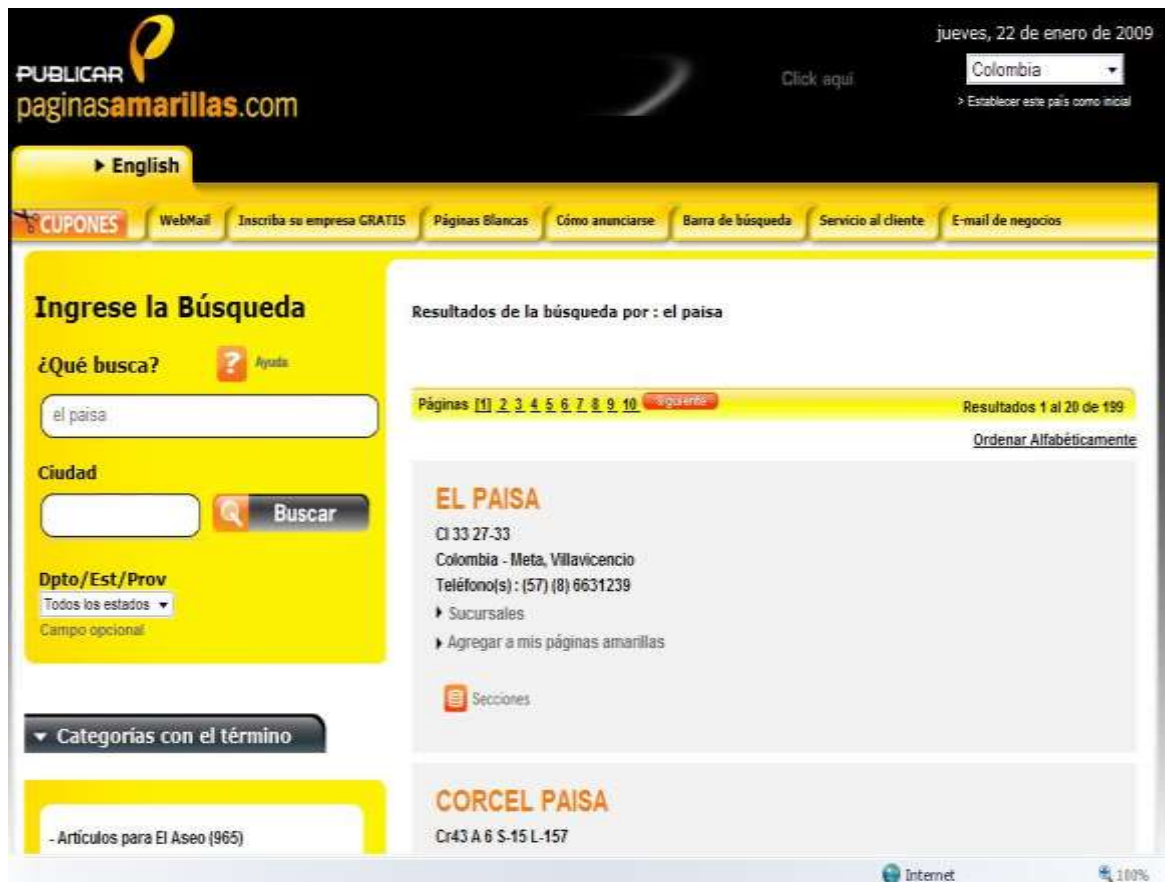 PUBLICAR
paginasamarillas.com
Click aquí
jueves, 22 de enero de 2009
Colombia
> Establecer este país como inicial
English
CUPONES
WebMail
Inscriba su empresa GRATIS
Páginas Blancas
Cómo anunciarse
Barra de búsqueda
Servicio al cliente
E-mail de negocios
Ingrese la Búsqueda
¿Qué busca?
? Ayuda
el paisa
Ciudad
Buscar
Dpto/Est/Prov
Todos los estados
Campo opcional
Categorías con el término
- Artículos para El Aseo (965)
Resultados de la búsqueda por : el paisa
Páginas [1] 2 3 4 5 6 7 8 9 10 Siguiente
Resultados 1 al 20 de 199
Ordenar Alfabéticamente
EL PAISA
Cl 33 27-33
Colombia - Meta, Villavicencio
Teléfono(s) : (57) (8) 6631239
Sucursales
Agregar a mis páginas amarillas
Secciones
CORCEL PAISA
Cr43 A 6 S-15 L-157
Internet
100%